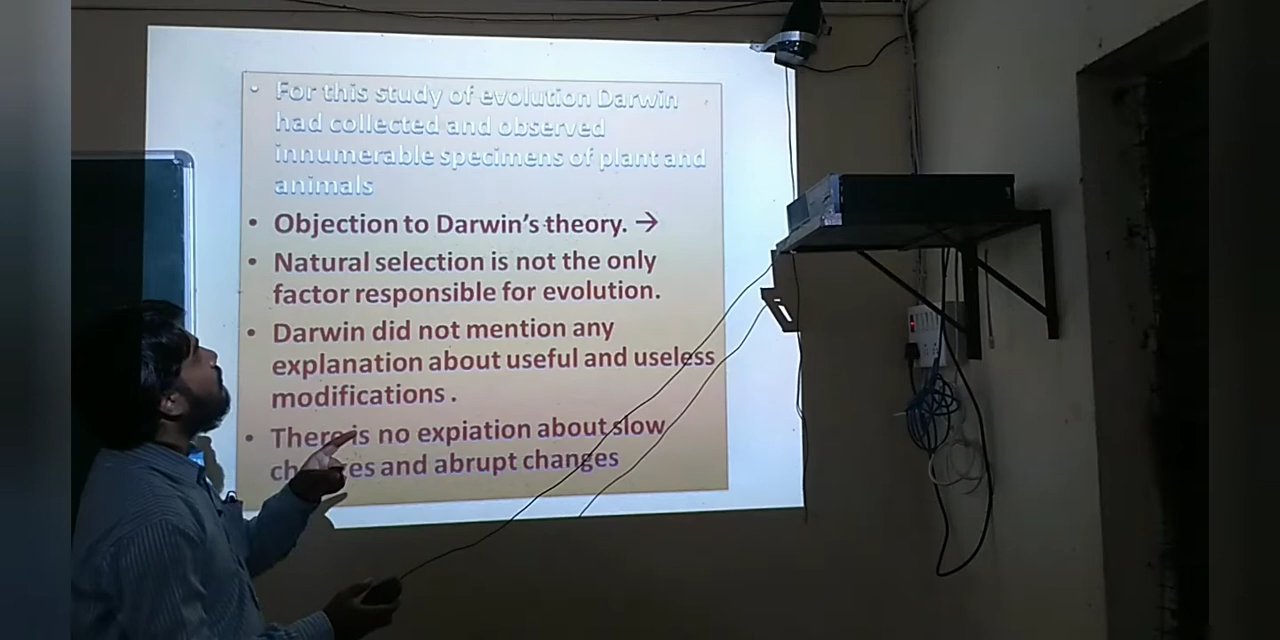 • For this study of evolution Darwin
had collected and observed
innumerable specimens of plant and
animals
• Objection to Darwin's theory. →
• Natural selection is not the only
factor responsible for evolution.
• Darwin did not mention any
explanation about useful and useless
modifications .
• There is no expiation about slow
and abrupt changes